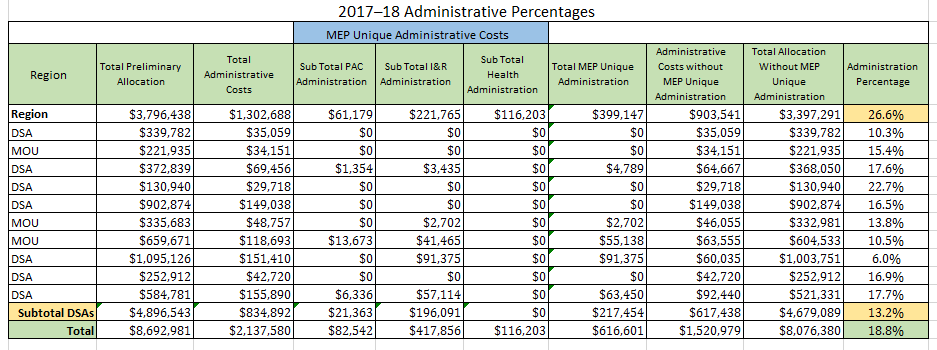 2017–18 Administrative Percentages
MEP Unique Administrative Costs
Region Total Preliminary Allocation Total Administrative Costs Sub Total PAC Administration Sub Total I&R Administration Sub Total Health Administration Total MEP Unique Administration Administrative Costs without MEP Unique Administration Total Allocation Without MEP Unique Administration Administration Percentage
Region $3,796,438 $1,302,688 $61,179 $221,765 $116,203 $399,147 $903,541 $3,397,291 26.6%
DSA $339,782 $35,059 $0 $0 $0 $0 $35,059 $339,782 10.3%
MOU $221,935 $34,151 $0 $0 $0 $0 $34,151 $221,935 15.4%
DSA $372,839 $69,456 $1,354 $3,435 $0 $4,789 $64,667 $368,050 17.6%
DSA $130,940 $29,718 $0 $0 $0 $0 $29,718 $130,940 22.7%
DSA $902,874 $149,038 $0 $0 $0 $0 $149,038 $902,874 16.5%
MOU $335,683 $48,757 $0 $2,702 $0 $2,702 $46,055 $332,981 13.8%
MOU $659,671 $118,693 $13,673 $41,465 $0 $55,138 $63,555 $604,533 10.5%
DSA $1,095,126 $151,410 $0 $91,375 $0 $91,375 $60,035 $1,003,751 6.0%
DSA $252,912 $42,720 $0 $0 $0 $0 $42,720 $252,912 16.9%
DSA $584,781 $155,890 $6,336 $57,114 $0 $63,450 $92,440 $521,331 17.7%
Subtotal DSAs $4,896,543 $834,892 $21,363 $196,091 $0 $217,454 $617,438 $4,679,089 13.2%
Total $8,692,981 $2,137,580 $82,542 $417,856 $116,203 $616,601 $1,520,979 $8,076,380 18.8%